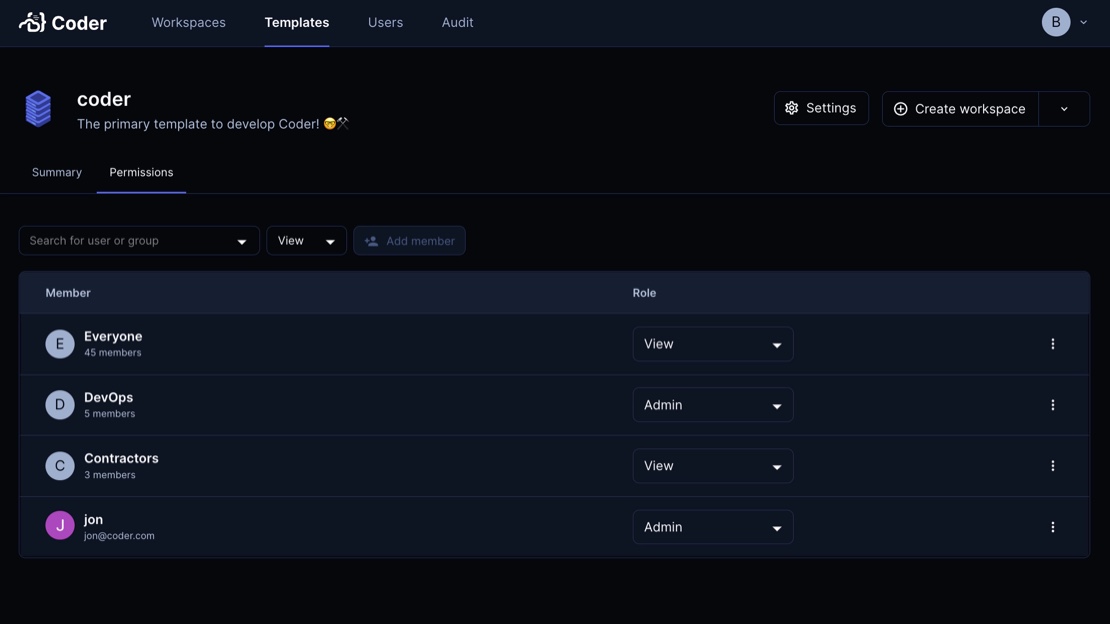 Coder Workspaces Templates Users Audit B
coder
The primary template to develop Coder! 🤓⚒
Settings Create workspace
Summary Permissions
Search for user or group View Add member
Member Role
E Everyone View
45 members
D DevOps Admin
5 members
C Contractors View
3 members
J jon Admin
jon@coder.com